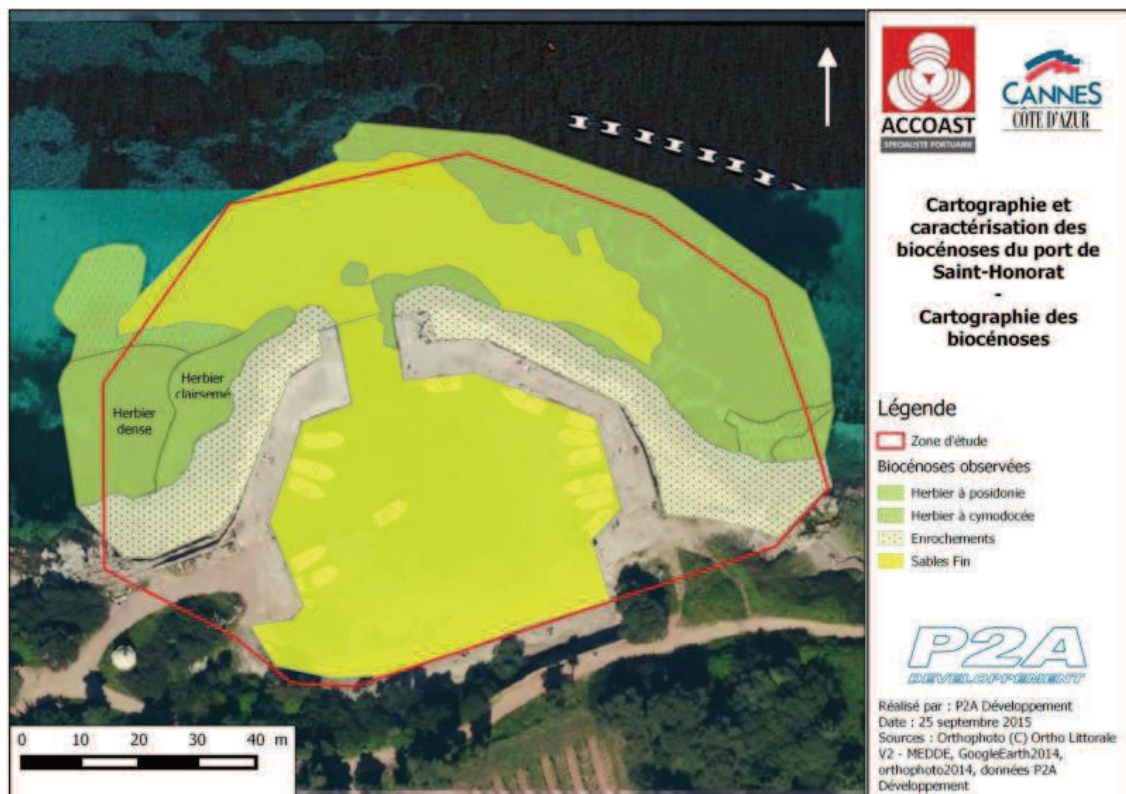 ACCOAST
SPECIALISTE PORTUAIRE
CANNES
CÔTE D'AZUR
Cartographie et
caractérisation des
biocénoses du port de
Saint-Honorat
-
Cartographie des
biocénoses
Herbier
clairsemé
Herbier
dense
Légende
Zone d'étude
Biocénoses observées
Herbier à posidonie
Herbier à cymodocée
Enrochements
Sables Fin
P2A
DEVELOPPEMENT
Réalisé par : P2A Développement
Date : 25 septembre 2015
Sources : Orthophoto (C) Ortho Littorale
V2 - MEDDE, GoogleEarth2014,
orthophoto2014, données P2A
Développement
0 10 20 30 40 m